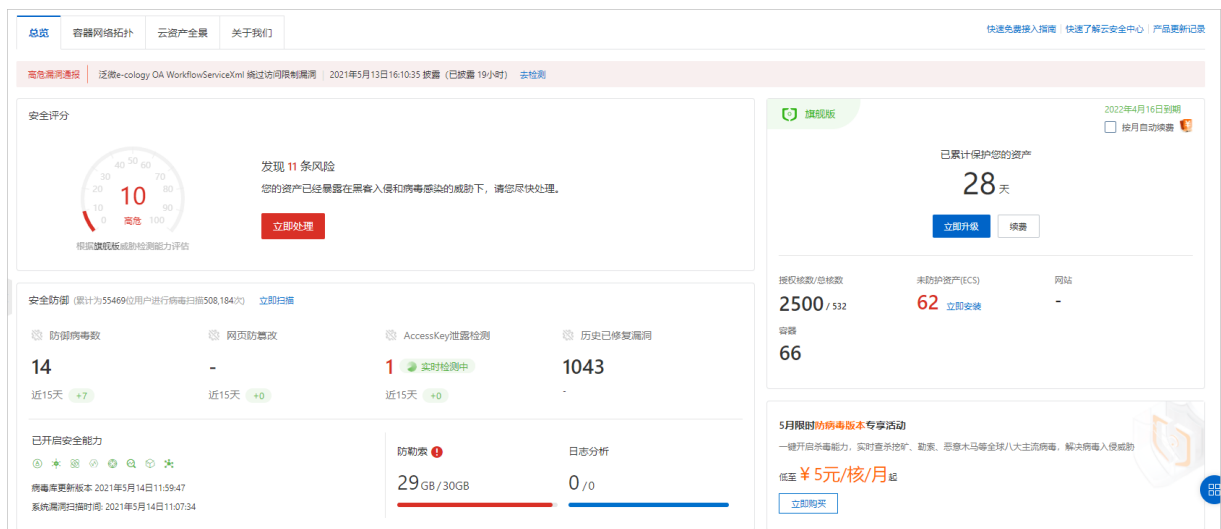 总览 容器网络拓扑 云资产全景 关于我们
快速免费接入指南 | 快速了解云安全中心 | 产品更新记录
高危漏洞通报 | 泛微e-cology OA WorkflowServiceXml 绕过访问限制漏洞 | 2021年5月13日16:10:35 披露 (已披露 19小时) 去检测
安全评分
0 10 20 30 40 50 60 70 80 90 100
10
高危
根据旗舰版威胁检测能力评估
发现 11 条风险
您的资产已经暴露在黑客入侵和病毒感染的威胁下，请您尽快处理。
立即处理
安全防御 (累计为55469位用户进行病毒扫描508,184次) 立即扫描
防御病毒数 网页防篡改 AccessKey泄露检测 历史已修复漏洞
14 - 1 实时检测中 1043
近15天 +7 近15天 +0 近15天 +0 -
已开启安全能力
病毒库更新版本 2021年5月14日11:59:47
系统漏洞扫描时间: 2021年5月14日11:07:34
防勒索 日志分析
29 GB/30GB 0 /0
旗舰版
2022年4月16日到期
按月自动续费
已累计保护您的资产
28 天
立即升级 续费
授权核数/总核数 未防护资产(ECS) 网站
2500 / 532 62 立即安装 -
容器
66
5月限时防病毒版本专享活动
一键开启杀毒能力，实时查杀挖矿、勒索、恶意木马等全球八大主流病毒，解决病毒入侵威胁
低至 ¥ 5元/核/月起
立即购买